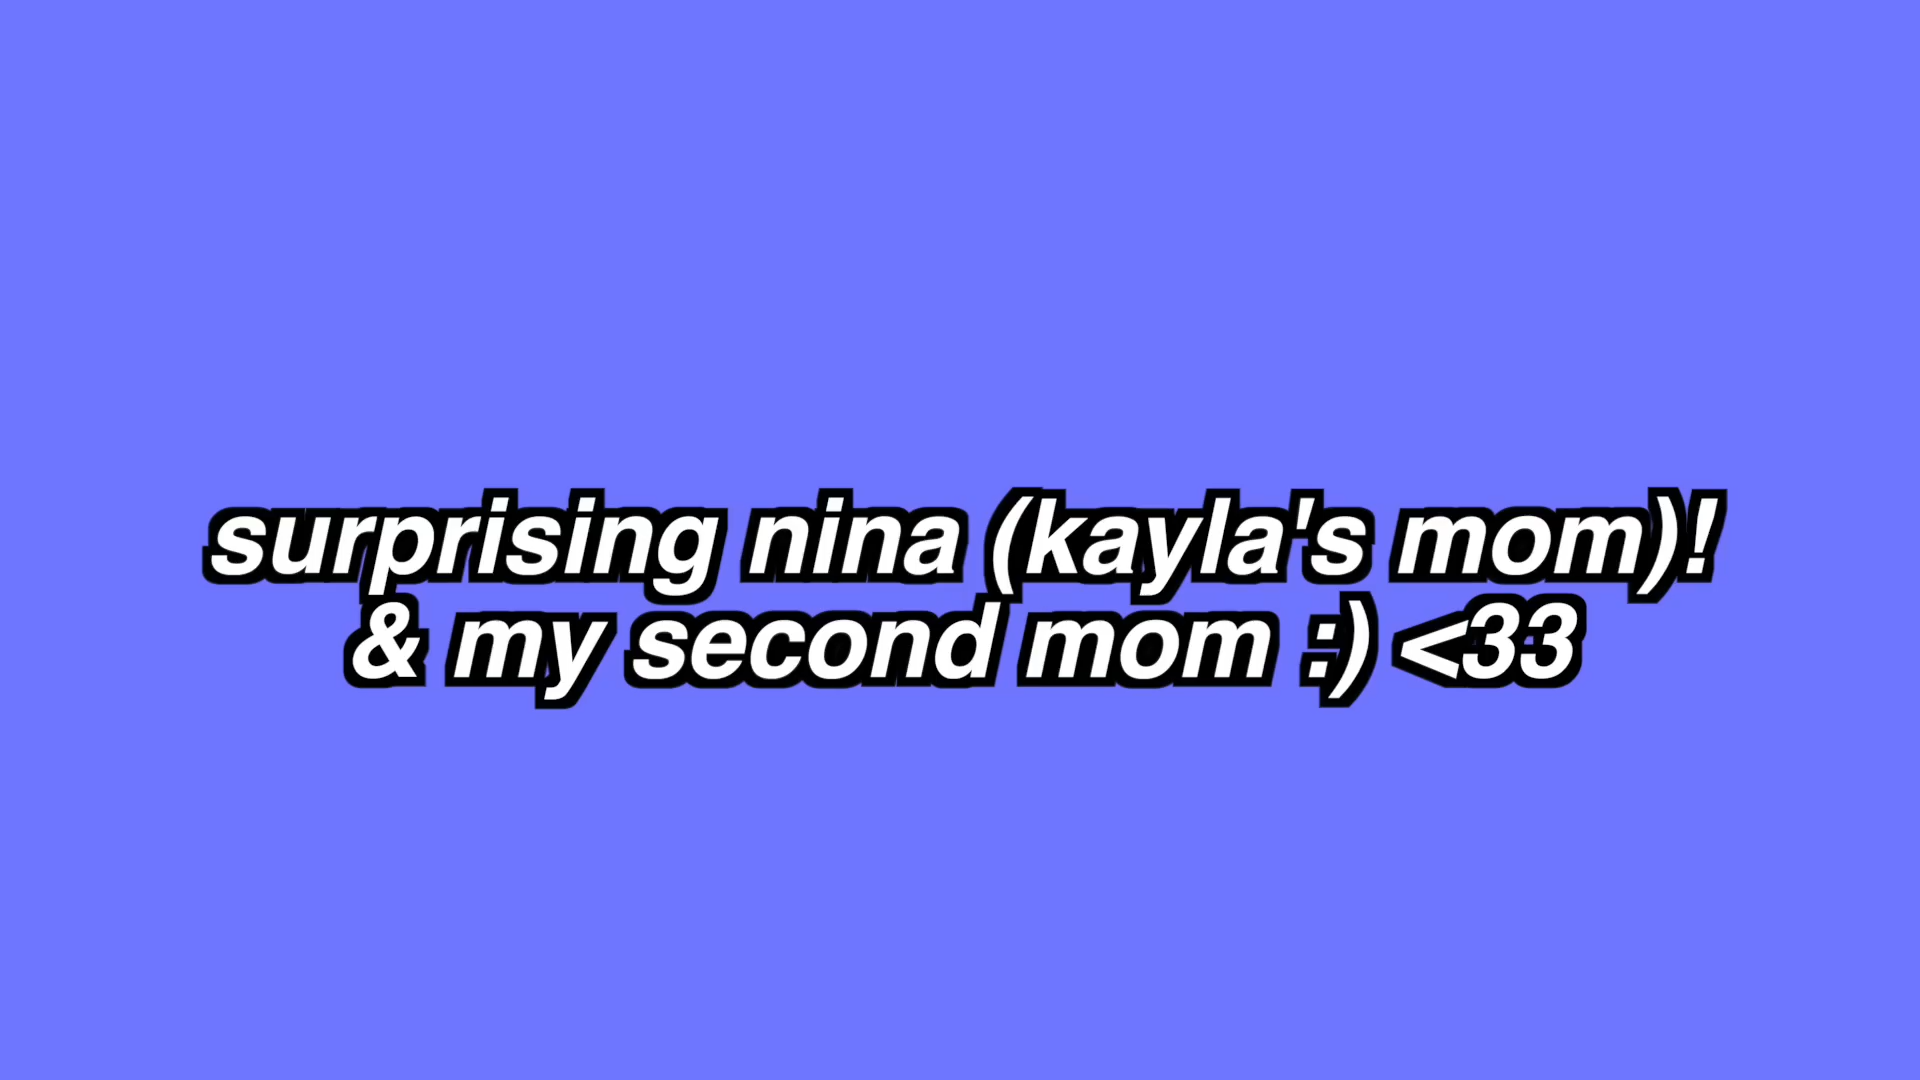 surprising nina (kayla's mom)!
& my second mom :) <33